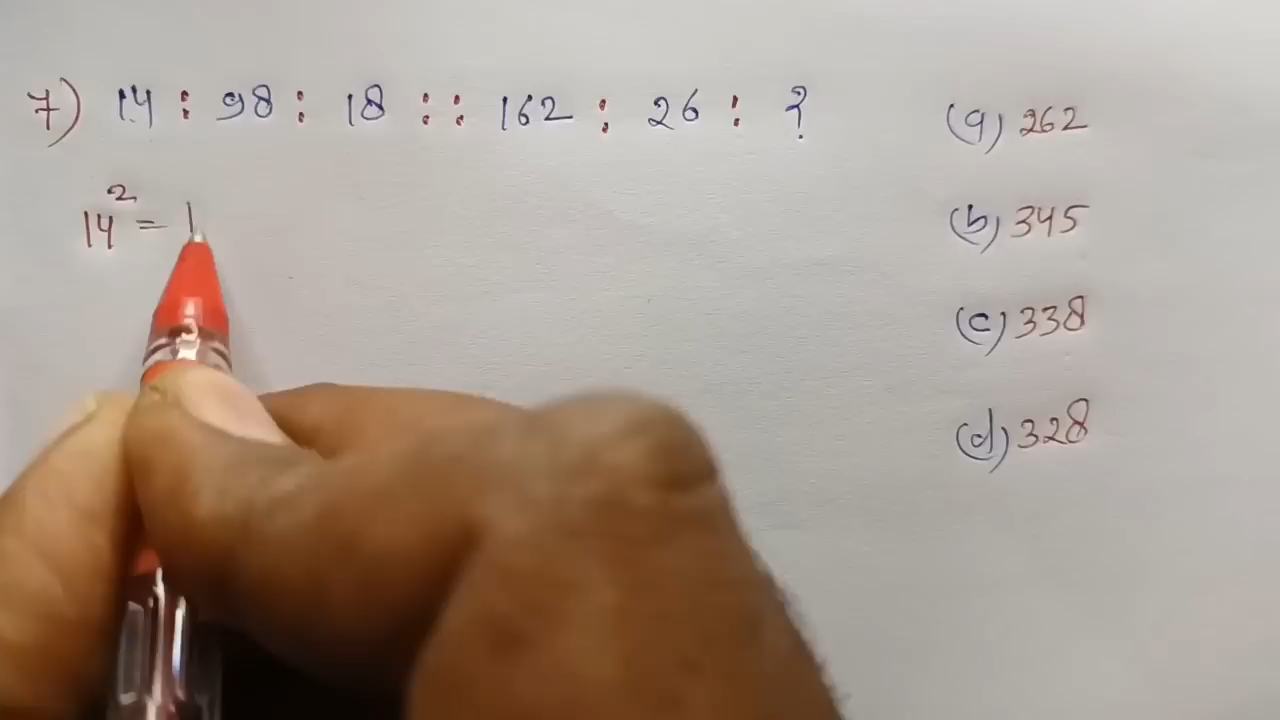 7) 14 : 98 : 18 :: 162 : 26 : ?
14² = 1
(a) 262
(b) 345
(c) 338
(d) 328